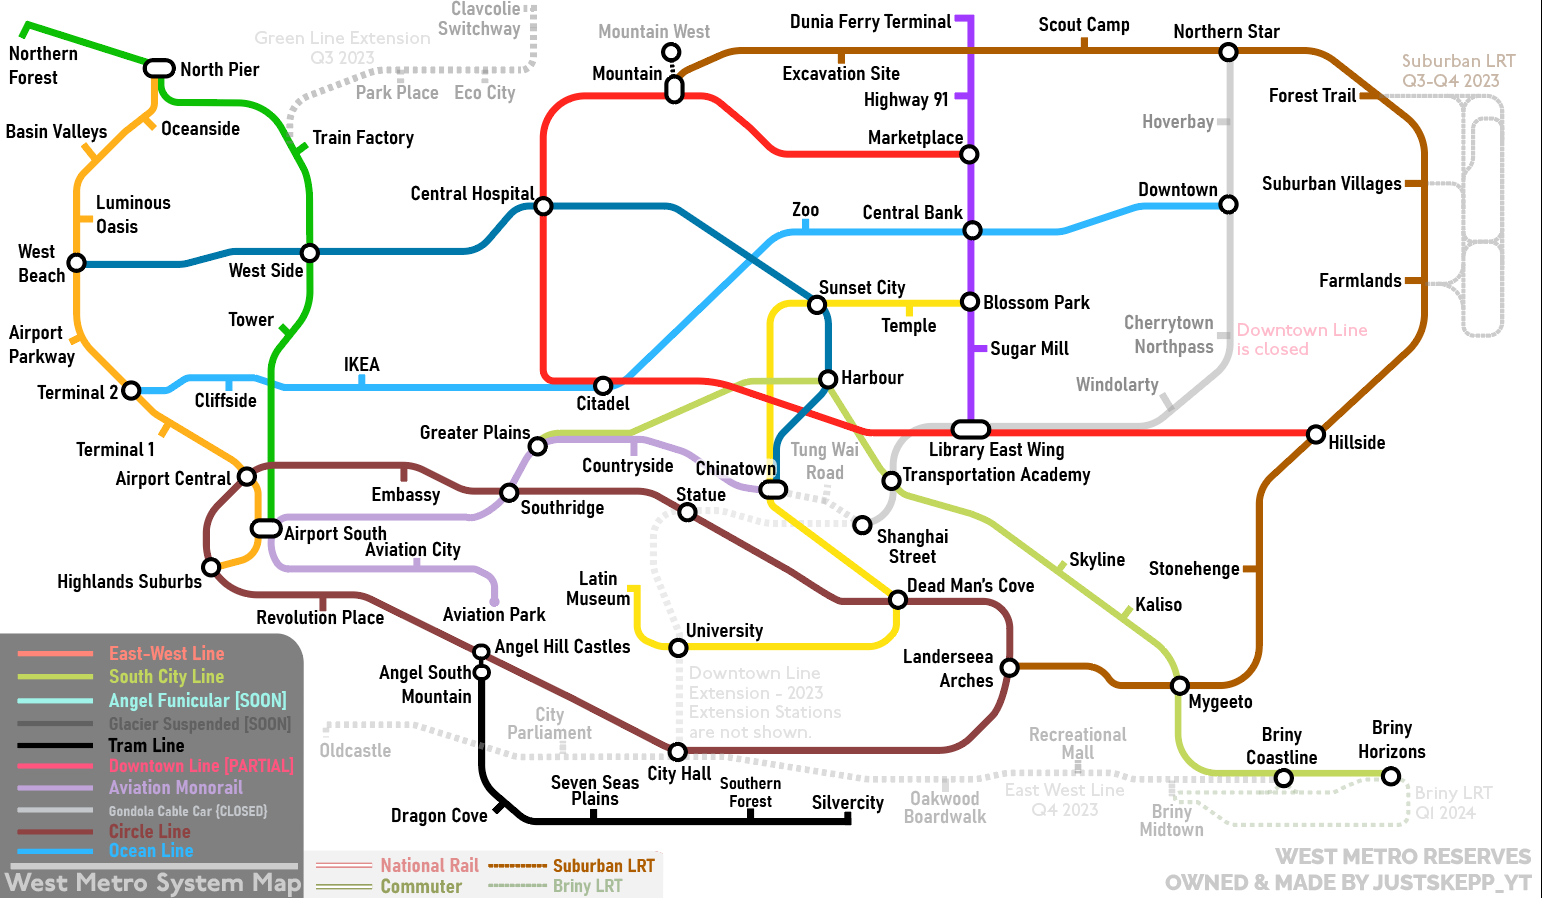 Clavcolie
Switchway
Dunia Ferry Terminal
Scout Camp
Mountain West
Northern Star
Northern
Forest
Green Line Extension
Q3 2023
North Pier
Mountain
Excavation Site
Suburban LRT
Q3-Q4 2023
Park Place
Eco City
Highway 91
Forest Trail
Basin Valleys
Oceanside
Train Factory
Marketplace
Hoverbay
Luminous
Oasis
Central Hospital
Zoo
Central Bank
Downtown
Suburban Villages
West
Beach
West Side
Sunset City
Blossom Park
Farmlands
Airport
Parkway
Tower
Temple
Sugar Mill
Cherrytown
Northpass
Downtown Line
is closed
Terminal 2
Cliffside
IKEA
Citadel
Harbour
Windolarty
Terminal 1
Greater Plains
Countryside
Chinatown
Tung Wai
Road
Library East Wing
Hillside
Airport Central
Embassy
Southridge
Statue
Transportation Academy
Airport South
Aviation City
Shanghai
Street
Highlands Suburbs
Revolution Place
Aviation Park
Latin
Museum
Dead Man's Cove
Skyline
Stonehenge
Kaliso
University
Angel Hill Castles
Angel South
Mountain
Landerseea
Arches
Mygeeto
Downtown Line
Extension - 2023
Extension Stations
are not shown.
Oldcastle
City
Parliament
City Hall
Recreational
Mall
Briny
Coastline
Briny
Horizons
Dragon Cove
Seven Seas
Plains
Southern
Forest
Silvercity
Oakwood
Boardwalk
East West Line
Q4 2023
Briny
Midtown
Briny LRT
Q1 2024
East-West Line
South City Line
Angel Funicular [SOON]
Glacier Suspended [SOON]
Tram Line
Downtown Line [PARTIAL]
Aviation Monorail
Gondola Cable Car {CLOSED}
Circle Line
Ocean Line
West Metro System Map
National Rail
Suburban LRT
Commuter
Briny LRT
WEST METRO RESERVES
OWNED & MADE BY JUSTSKEPP_YT